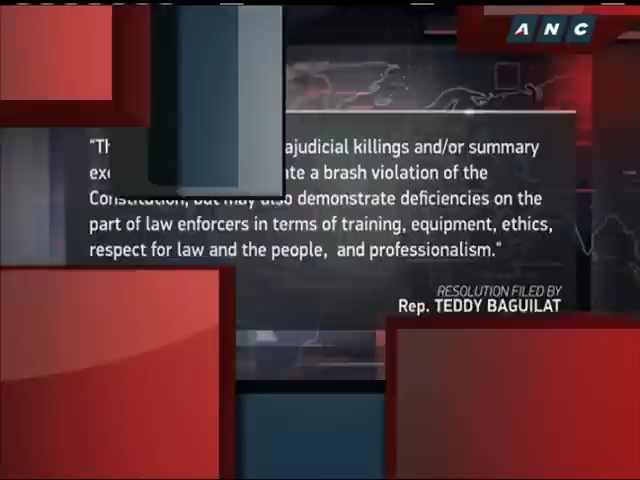 ANC
"Th ajudicial killings and/or summary
exe ate a brash violation of the
Constitution, but may also demonstrate deficiencies on the
part of law enforcers in terms of training, equipment, ethics,
respect for law and the people, and professionalism."
RESOLUTION FILED BY
Rep. TEDDY BAGUILAT